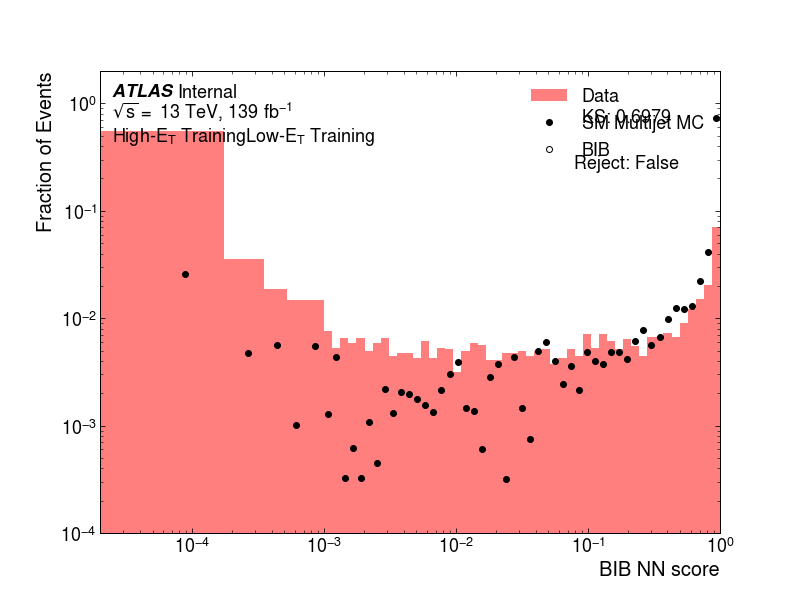 ATLAS Internal
√s = 13 TeV, 139 fb⁻¹
High-E_T TrainingLow-E_T Training
Data
KS: 0.6979
SM Multijet MC
BIB
Reject: False
Fraction of Events
10⁰
10⁻¹
10⁻²
10⁻³
10⁻⁴
10⁻⁴
10⁻³
10⁻²
10⁻¹
10⁰
BIB NN score